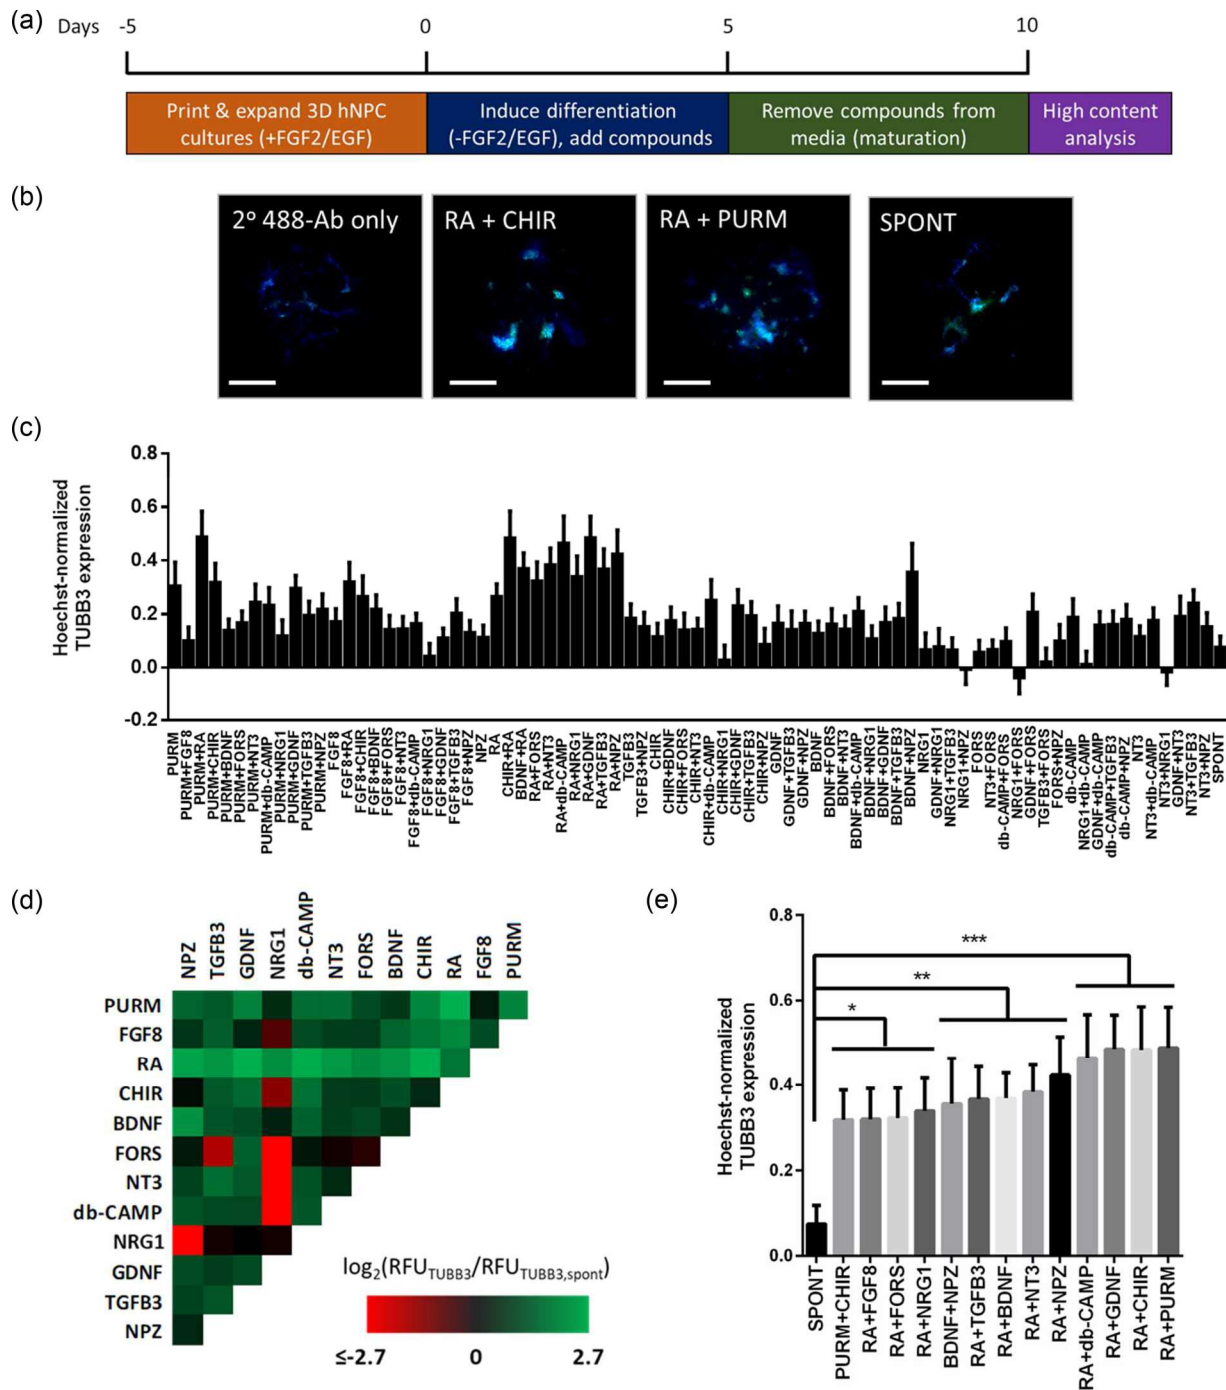 (a)
Days -5 0 5 10
Print & expand 3D hNPC
cultures (+FGF2/EGF)
Induce differentiation
(-FGF2/EGF), add compounds
Remove compounds from
media (maturation)
High content
analysis
(b)
2º 488-Ab only
RA + CHIR
RA + PURM
SPONT
(c)
Hoechst-normalized
TUBB3 expression
0.8
0.6
0.4
0.2
0.0
-0.2
PURM
PURM+FGF8
PURM+RA
PURM+CHIR
PURM+BDNF
PURM+FORS
PURM+NT3
PURM+db-CAMP
PURM+NRG1
PURM+GDNF
PURM+TGFB3
PURM+NPZ
FGF8
FGF8+RA
FGF8+CHIR
FGF8+BDNF
FGF8+FORS
FGF8+NT3
FGF8+db-CAMP
FGF8+NRG1
FGF8+GDNF
FGF8+TGFB3
FGF8+NPZ
NPZ
RA
CHIR+RA
BDNF+RA
RA+FORS
RA+NT3
RA+db-CAMP
RA+NRG1
RA+GDNF
RA+TGFB3
RA+NPZ
TGFB3
TGFB3+NPZ
CHIR
CHIR+BDNF
CHIR+FORS
CHIR+NT3
CHIR+db-CAMP
CHIR+NRG1
CHIR+GDNF
CHIR+TGFB3
CHIR+NPZ
GDNF
GDNF+TGFB3
GDNF+NPZ
BDNF
BDNF+FORS
BDNF+NT3
BDNF+db-CAMP
BDNF+NRG1
BDNF+GDNF
BDNF+TGFB3
BDNF+NPZ
NRG1
GDNF+NRG1
NRG1+TGFB3
NRG1+NPZ
FORS
NT3+FORS
db-CAMP+FORS
NRG1+FORS
GDNF+FORS
TGFB3+FORS
FORS+NPZ
db-CAMP
NRG1+db-CAMP
GDNF+db-CAMP
db-CAMP+TGFB3
db-CAMP+NPZ
NT3
NT3+db-CAMP
NT3+NRG1
GDNF+NT3
NT3+TGFB3
NT3+NPZ
SPONT
(d)
NPZ
TGFB3
GDNF
NRG1
db-CAMP
NT3
FORS
BDNF
CHIR
RA
FGF8
PURM
PURM
FGF8
RA
CHIR
BDNF
FORS
NT3
db-CAMP
NRG1
GDNF
TGFB3
NPZ
log2(RFUTUBB3/RFUTUBB3,spont)
≤-2.7 0 2.7
(e)
Hoechst-normalized
TUBB3 expression
0.8
0.6
0.4
0.2
0.0
***
**
*
SPONT
PURM+CHIR
RA+FGF8
RA+FORS
RA+NRG1
BDNF+NPZ
RA+TGFB3
RA+BDNF
RA+NT3
RA+NPZ
RA+db-CAMP
RA+GDNF
RA+CHIR
RA+PURM